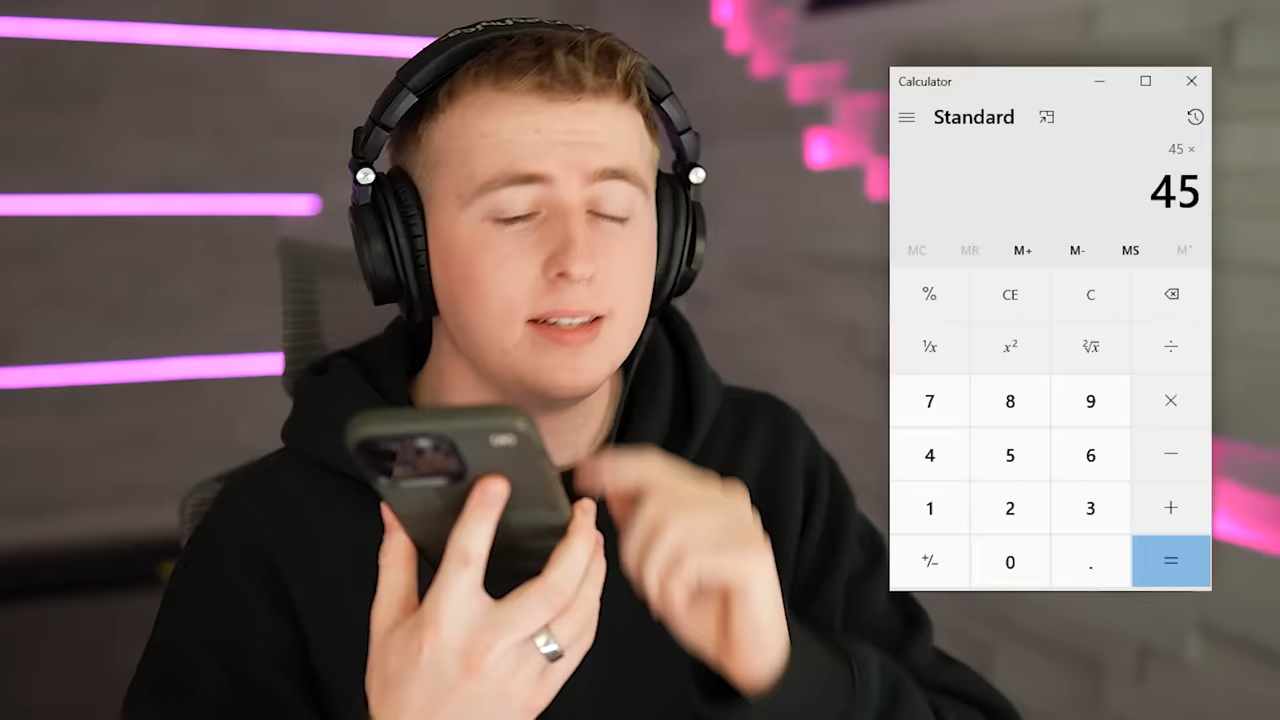 Calculator
Standard
45 ×
45
MC MR M+ M- MS M˅
% CE C
¹/x x² ²√x ÷
7 8 9 ×
4 5 6 −
1 2 3 +
+/− 0 . =